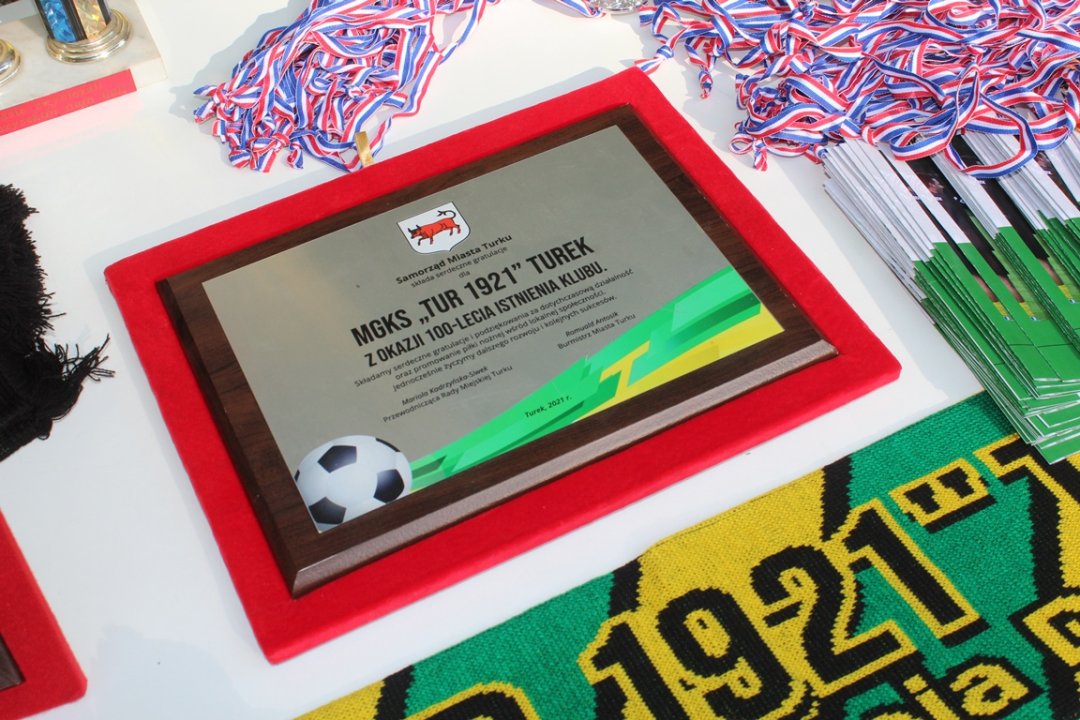 Samorząd Miasta Turku
składa serdeczne gratulacje
dla
MGKS „TUR 1921” TUREK
Z OKAZJI 100-LECIA ISTNIENIA KLUBU.
Składamy serdeczne gratulacje i podziękowania za dotychczasową działalność
oraz promowanie piłki nożnej wśród lokalnej społeczności.
Jednocześnie życzymy dalszego rozwoju i kolejnych sukcesów.
Romuald Antosik
Burmistrz Miasta Turku
Mariola Kadrzyńska-Siwek
Przewodnicząca Rady Miejskiej Turku
Turek, 2021 r.
1921"